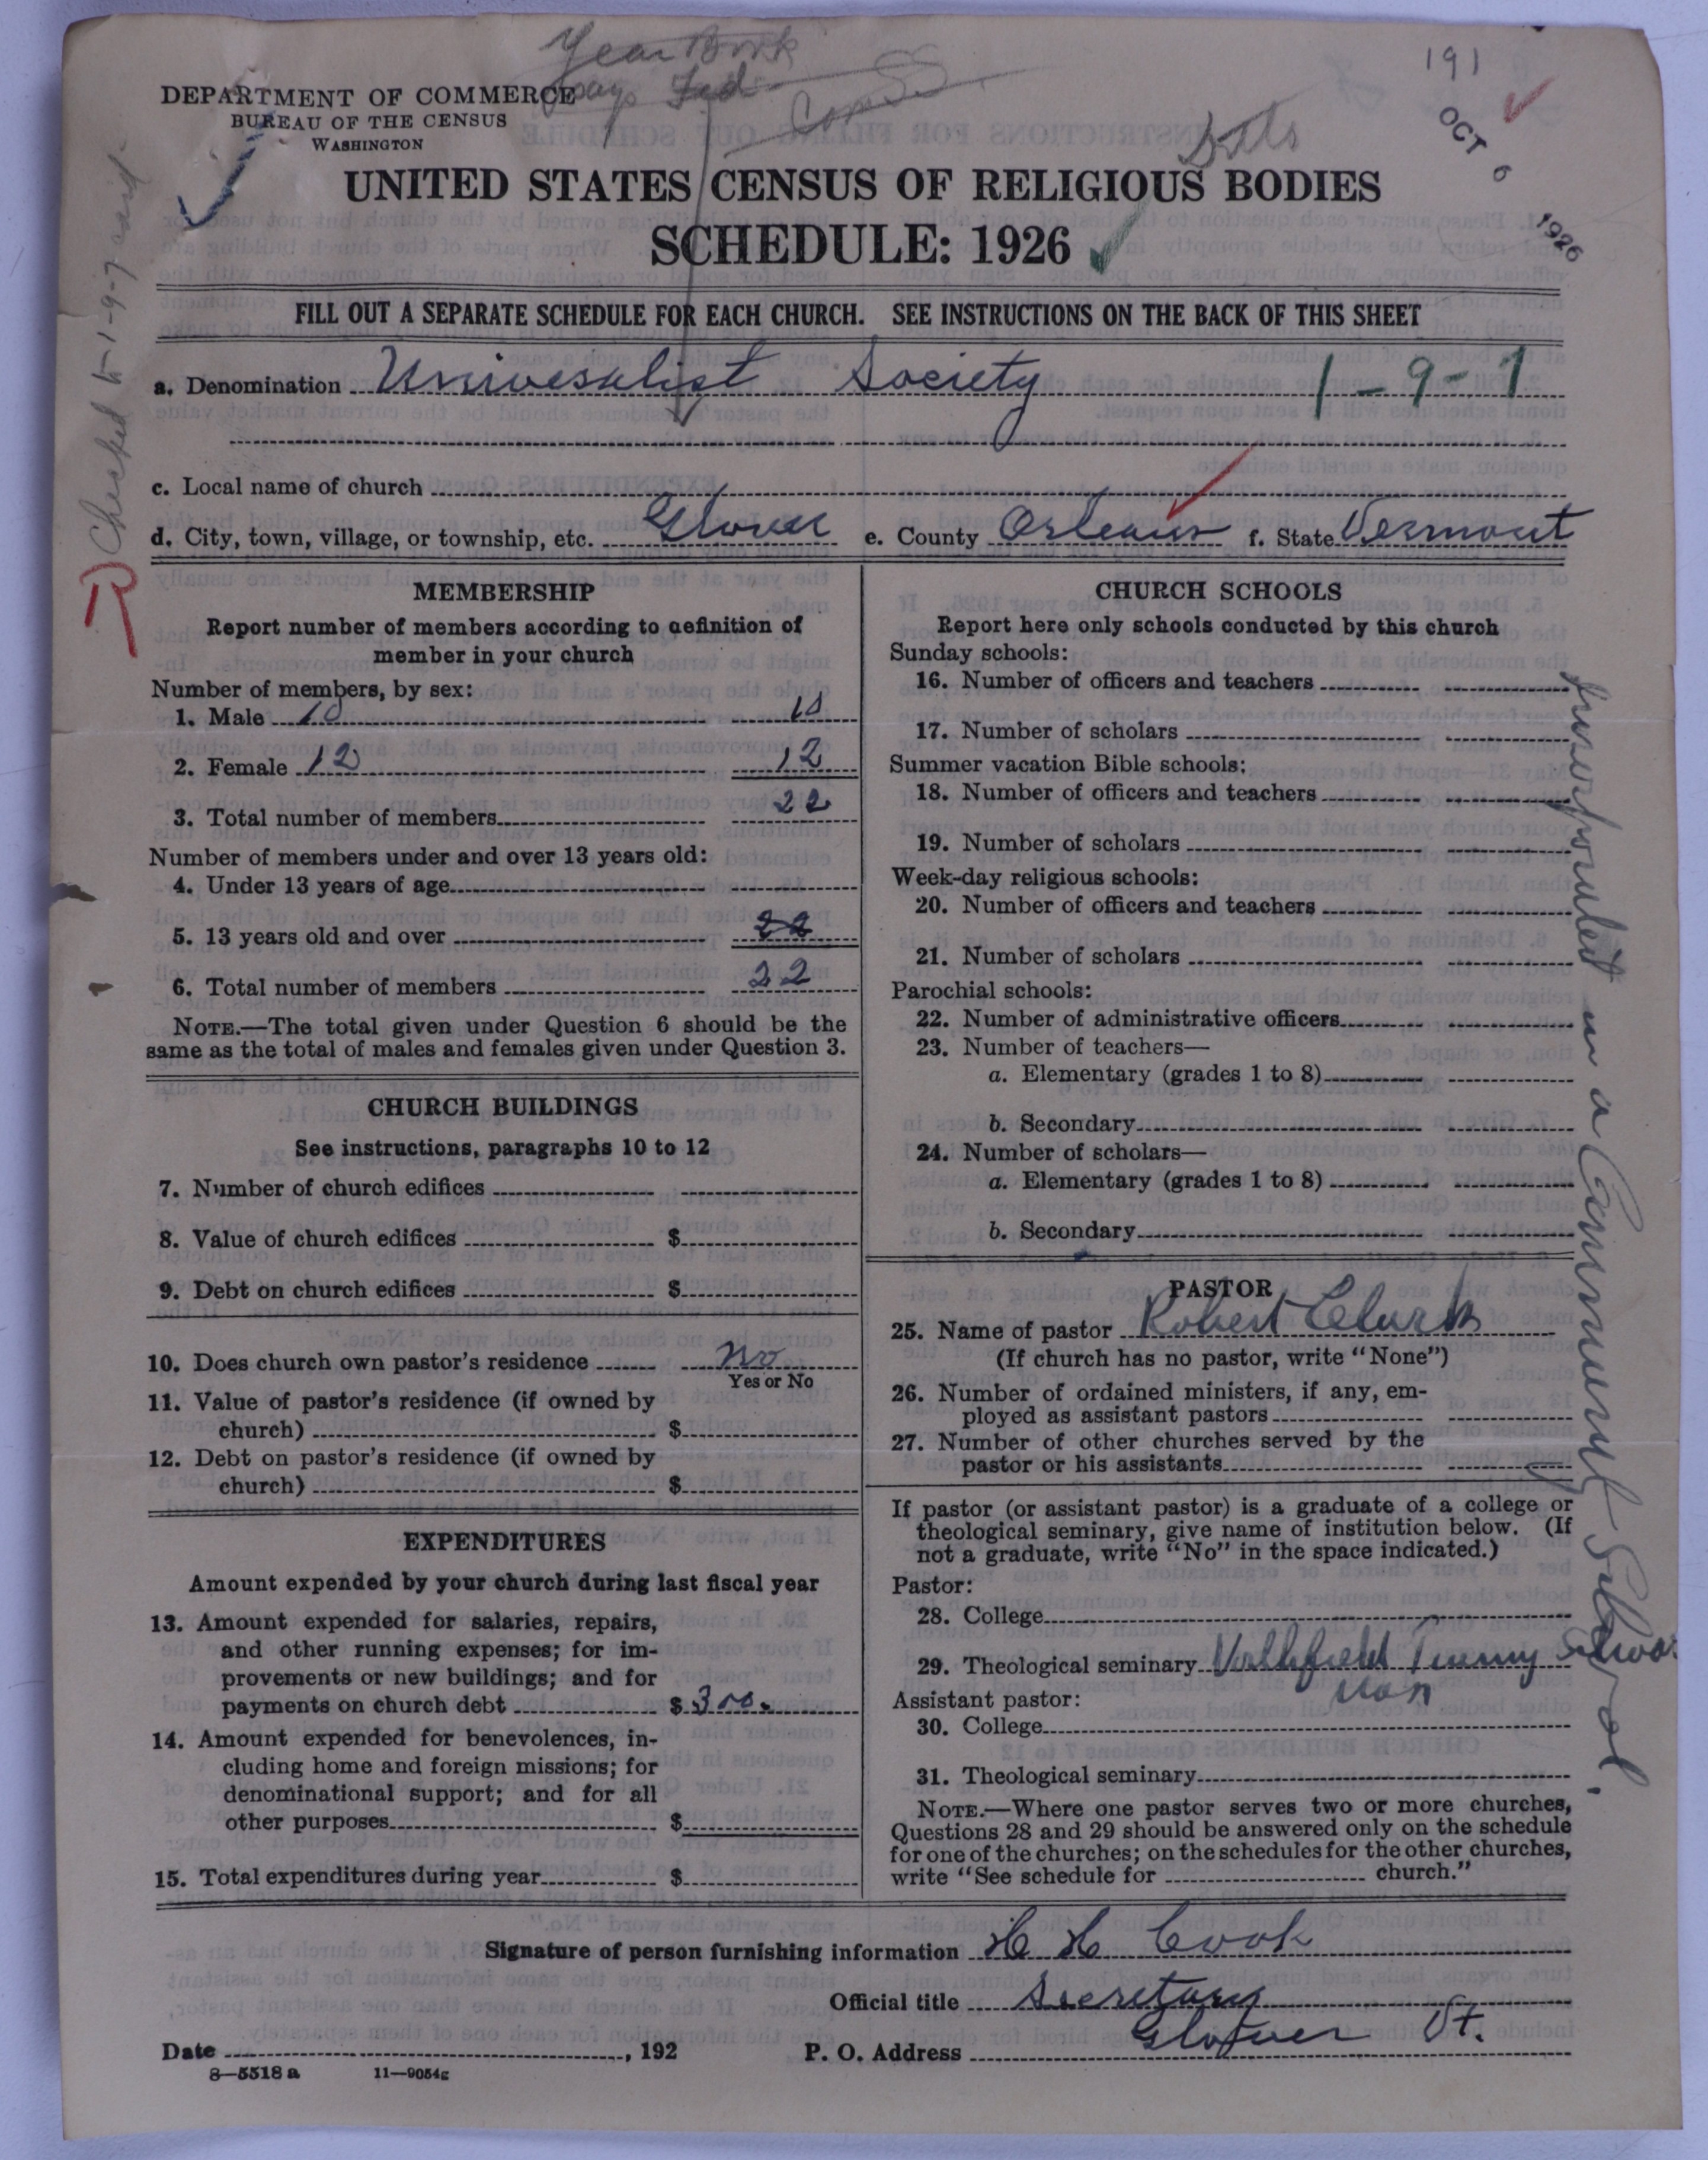 Year Book
says Fed
Cong
191
OCT 6 1926
DEPARTMENT OF COMMERCE
BUREAU OF THE CENSUS
WASHINGTON
UNITED STATES CENSUS OF RELIGIOUS BODIES
SCHEDULE: 1926
FILL OUT A SEPARATE SCHEDULE FOR EACH CHURCH. SEE INSTRUCTIONS ON THE BACK OF THIS SHEET
a. Denomination Univesalist Society 1-9-7
c. Local name of church
d. City, town, village, or township, etc. Glover e. County Orleans f. State Vermont
Checked to 1-9-7 card
R
MEMBERSHIP
Report number of members according to definition of
member in your church
Number of members, by sex:
1. Male 10 10
2. Female 12 12
3. Total number of members 22
Number of members under and over 13 years old:
4. Under 13 years of age
5. 13 years old and over 22
6. Total number of members 22
NOTE.—The total given under Question 6 should be the
same as the total of males and females given under Question 3.
CHURCH BUILDINGS
See instructions, paragraphs 10 to 12
7. Number of church edifices
8. Value of church edifices $
9. Debt on church edifices $
10. Does church own pastor's residence No
Yes or No
11. Value of pastor's residence (if owned by
church) $
12. Debt on pastor's residence (if owned by
church) $
EXPENDITURES
Amount expended by your church during last fiscal year
13. Amount expended for salaries, repairs,
and other running expenses; for im-
provements or new buildings; and for
payments on church debt $ 300.
14. Amount expended for benevolences, in-
cluding home and foreign missions; for
denominational support; and for all
other purposes $
15. Total expenditures during year $
CHURCH SCHOOLS
Report here only schools conducted by this church
Sunday schools:
16. Number of officers and teachers
17. Number of scholars
Summer vacation Bible schools:
18. Number of officers and teachers
19. Number of scholars
Week-day religious schools:
20. Number of officers and teachers
21. Number of scholars
Parochial schools:
22. Number of administrative officers
23. Number of teachers—
a. Elementary (grades 1 to 8)
b. Secondary
24. Number of scholars—
a. Elementary (grades 1 to 8)
b. Secondary
in a Community School.
PASTOR
25. Name of pastor Robert Clark
(If church has no pastor, write "None")
26. Number of ordained ministers, if any, em-
ployed as assistant pastors
27. Number of other churches served by the
pastor or his assistants
If pastor (or assistant pastor) is a graduate of a college or
theological seminary, give name of institution below. (If
not a graduate, write "No" in the space indicated.)
Pastor:
28. College
29. Theological seminary
Assistant pastor:
30. College
31. Theological seminary
NOTE.—Where one pastor serves two or more churches,
Questions 28 and 29 should be answered only on the schedule
for one of the churches; on the schedules for the other churches,
write "See schedule for church."
Signature of person furnishing information H H Cook
Official title Secretary
Date , 192 P. O. Address Glover Vt.
8—5518 a 11—9054g